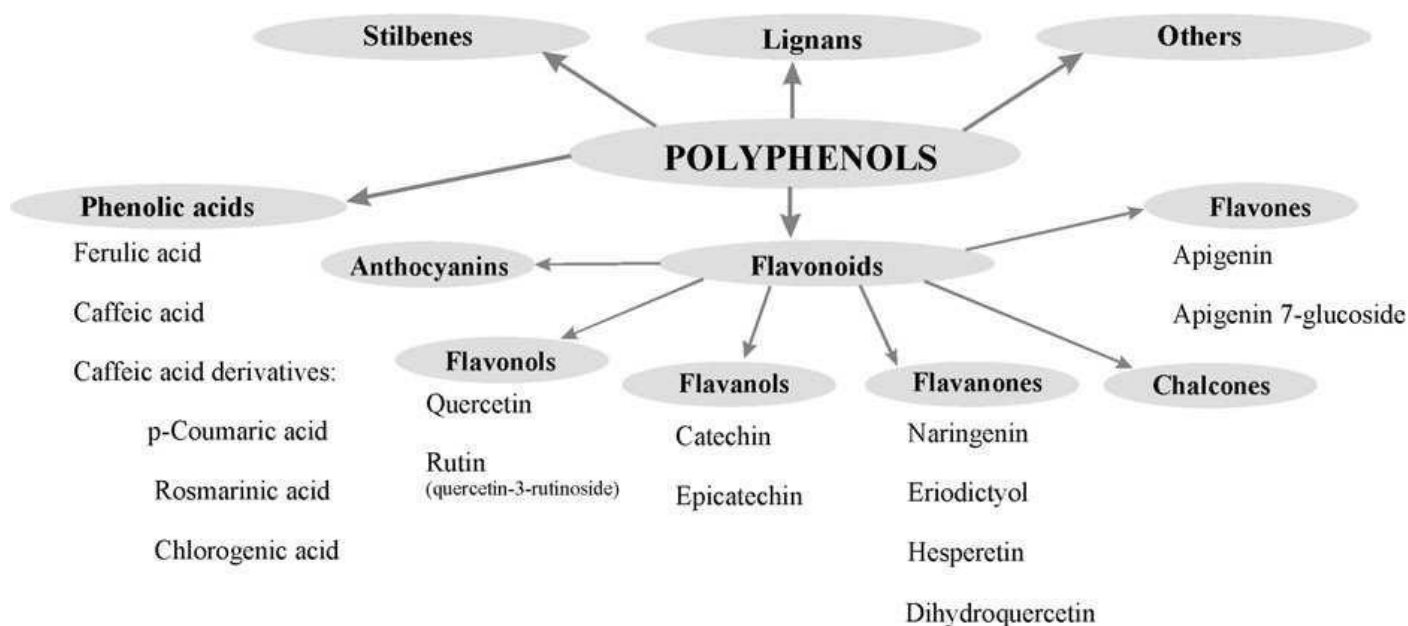 Stilbenes
Lignans
Others
POLYPHENOLS
Phenolic acids
Ferulic acid
Caffeic acid
Caffeic acid derivatives:
p-Coumaric acid
Rosmarinic acid
Chlorogenic acid
Flavonoids
Anthocyanins
Flavonols
Quercetin
Rutin
(quercetin-3-rutinoside)
Flavanols
Catechin
Epicatechin
Flavanones
Naringenin
Eriodictyol
Hesperetin
Dihydroquercetin
Chalcones
Flavones
Apigenin
Apigenin 7-glucoside